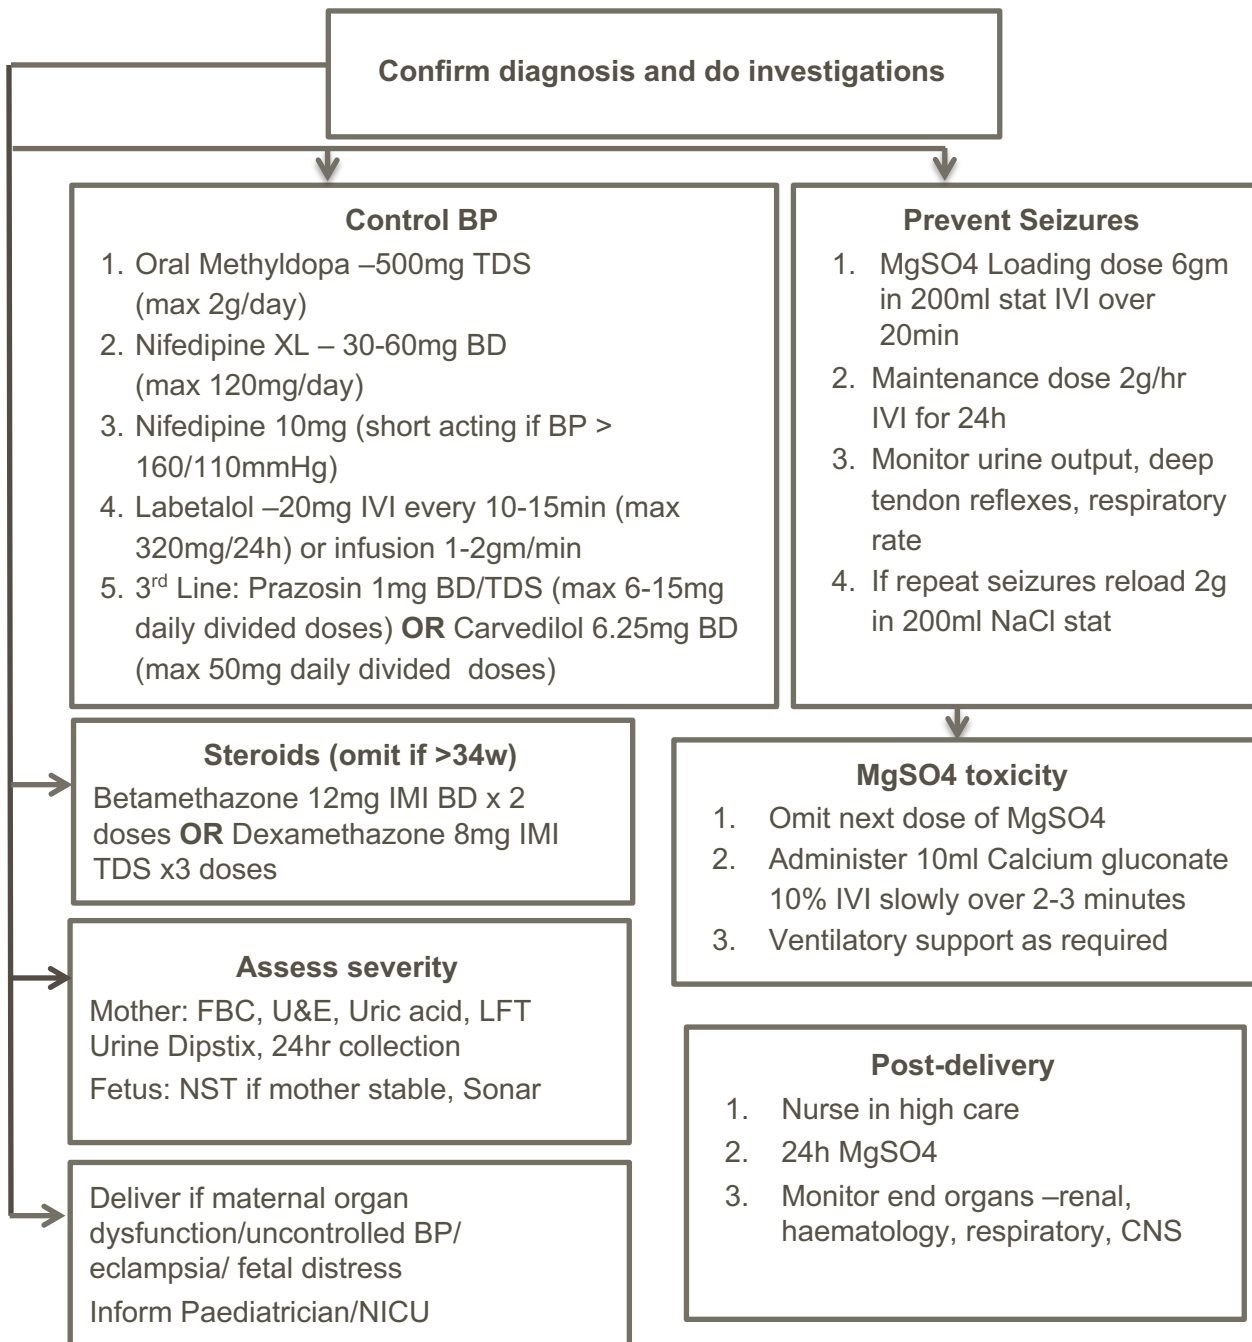 Confirm diagnosis and do investigations
Control BP
1. Oral Methyldopa –500mg TDS
(max 2g/day)
2. Nifedipine XL – 30-60mg BD
(max 120mg/day)
3. Nifedipine 10mg (short acting if BP >
160/110mmHg)
4. Labetalol –20mg IVI every 10-15min (max
320mg/24h) or infusion 1-2gm/min
5. 3rd Line: Prazosin 1mg BD/TDS (max 6-15mg
daily divided doses) OR Carvedilol 6.25mg BD
(max 50mg daily divided doses)
Prevent Seizures
1. MgSO4 Loading dose 6gm
in 200ml stat IVI over
20min
2. Maintenance dose 2g/hr
IVI for 24h
3. Monitor urine output, deep
tendon reflexes, respiratory
rate
4. If repeat seizures reload 2g
in 200ml NaCl stat
Steroids (omit if >34w)
Betamethazone 12mg IMI BD x 2
doses OR Dexamethazone 8mg IMI
TDS x3 doses
MgSO4 toxicity
1. Omit next dose of MgSO4
2. Administer 10ml Calcium gluconate
10% IVI slowly over 2-3 minutes
3. Ventilatory support as required
Assess severity
Mother: FBC, U&E, Uric acid, LFT
Urine Dipstix, 24hr collection
Fetus: NST if mother stable, Sonar
Post-delivery
1. Nurse in high care
2. 24h MgSO4
3. Monitor end organs –renal,
haematology, respiratory, CNS
Deliver if maternal organ
dysfunction/uncontrolled BP/
eclampsia/ fetal distress
Inform Paediatrician/NICU